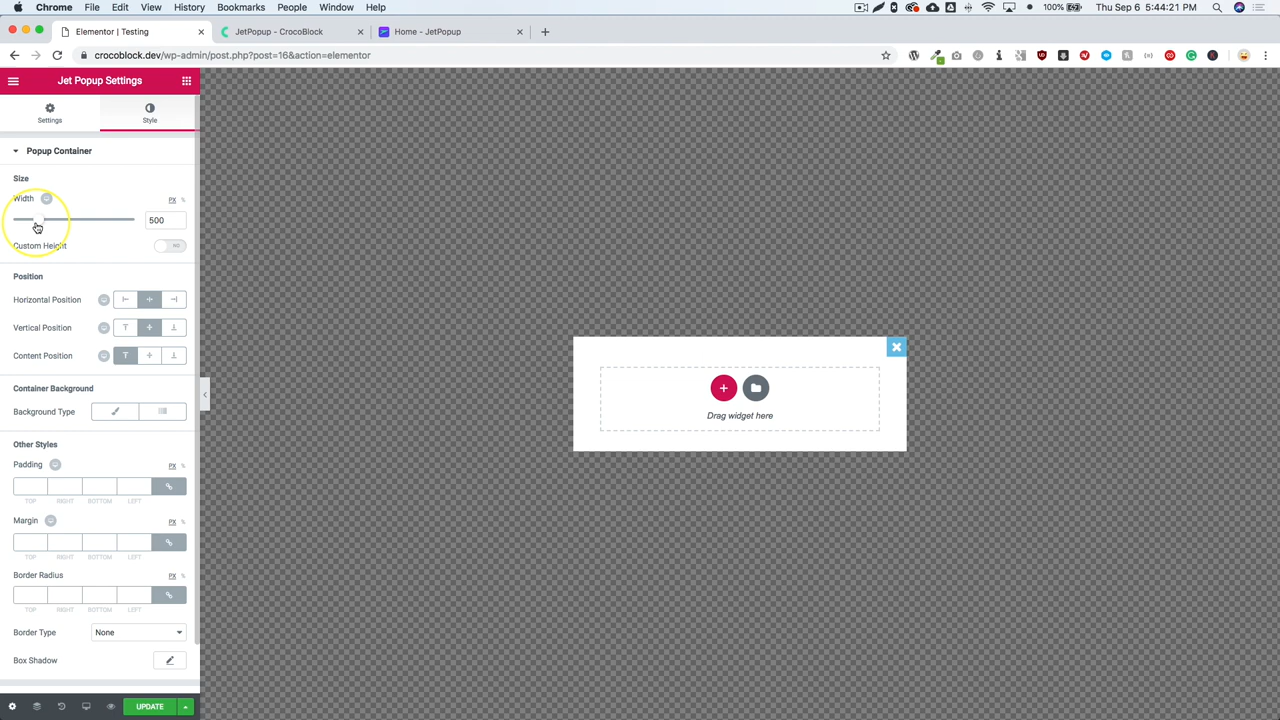 Chrome File Edit View History Bookmarks People Window Help 100% Thu Sep 6 5:44:21 PM
Elementor | Testing
JetPopup - CrocoBlock
Home - JetPopup
crocoblock.dev/wp-admin/post.php?post=16&action=elementor
Jet Popup Settings
Settings
Style
Popup Container
Size
Width PX %
500
Custom Height NO
Position
Horizontal Position
Vertical Position
Content Position
Container Background
Background Type
Other Styles
Padding PX %
TOP RIGHT BOTTOM LEFT
Margin PX %
TOP RIGHT BOTTOM LEFT
Border Radius PX %
TOP RIGHT BOTTOM LEFT
Border Type None
Box Shadow
UPDATE
Drag widget here